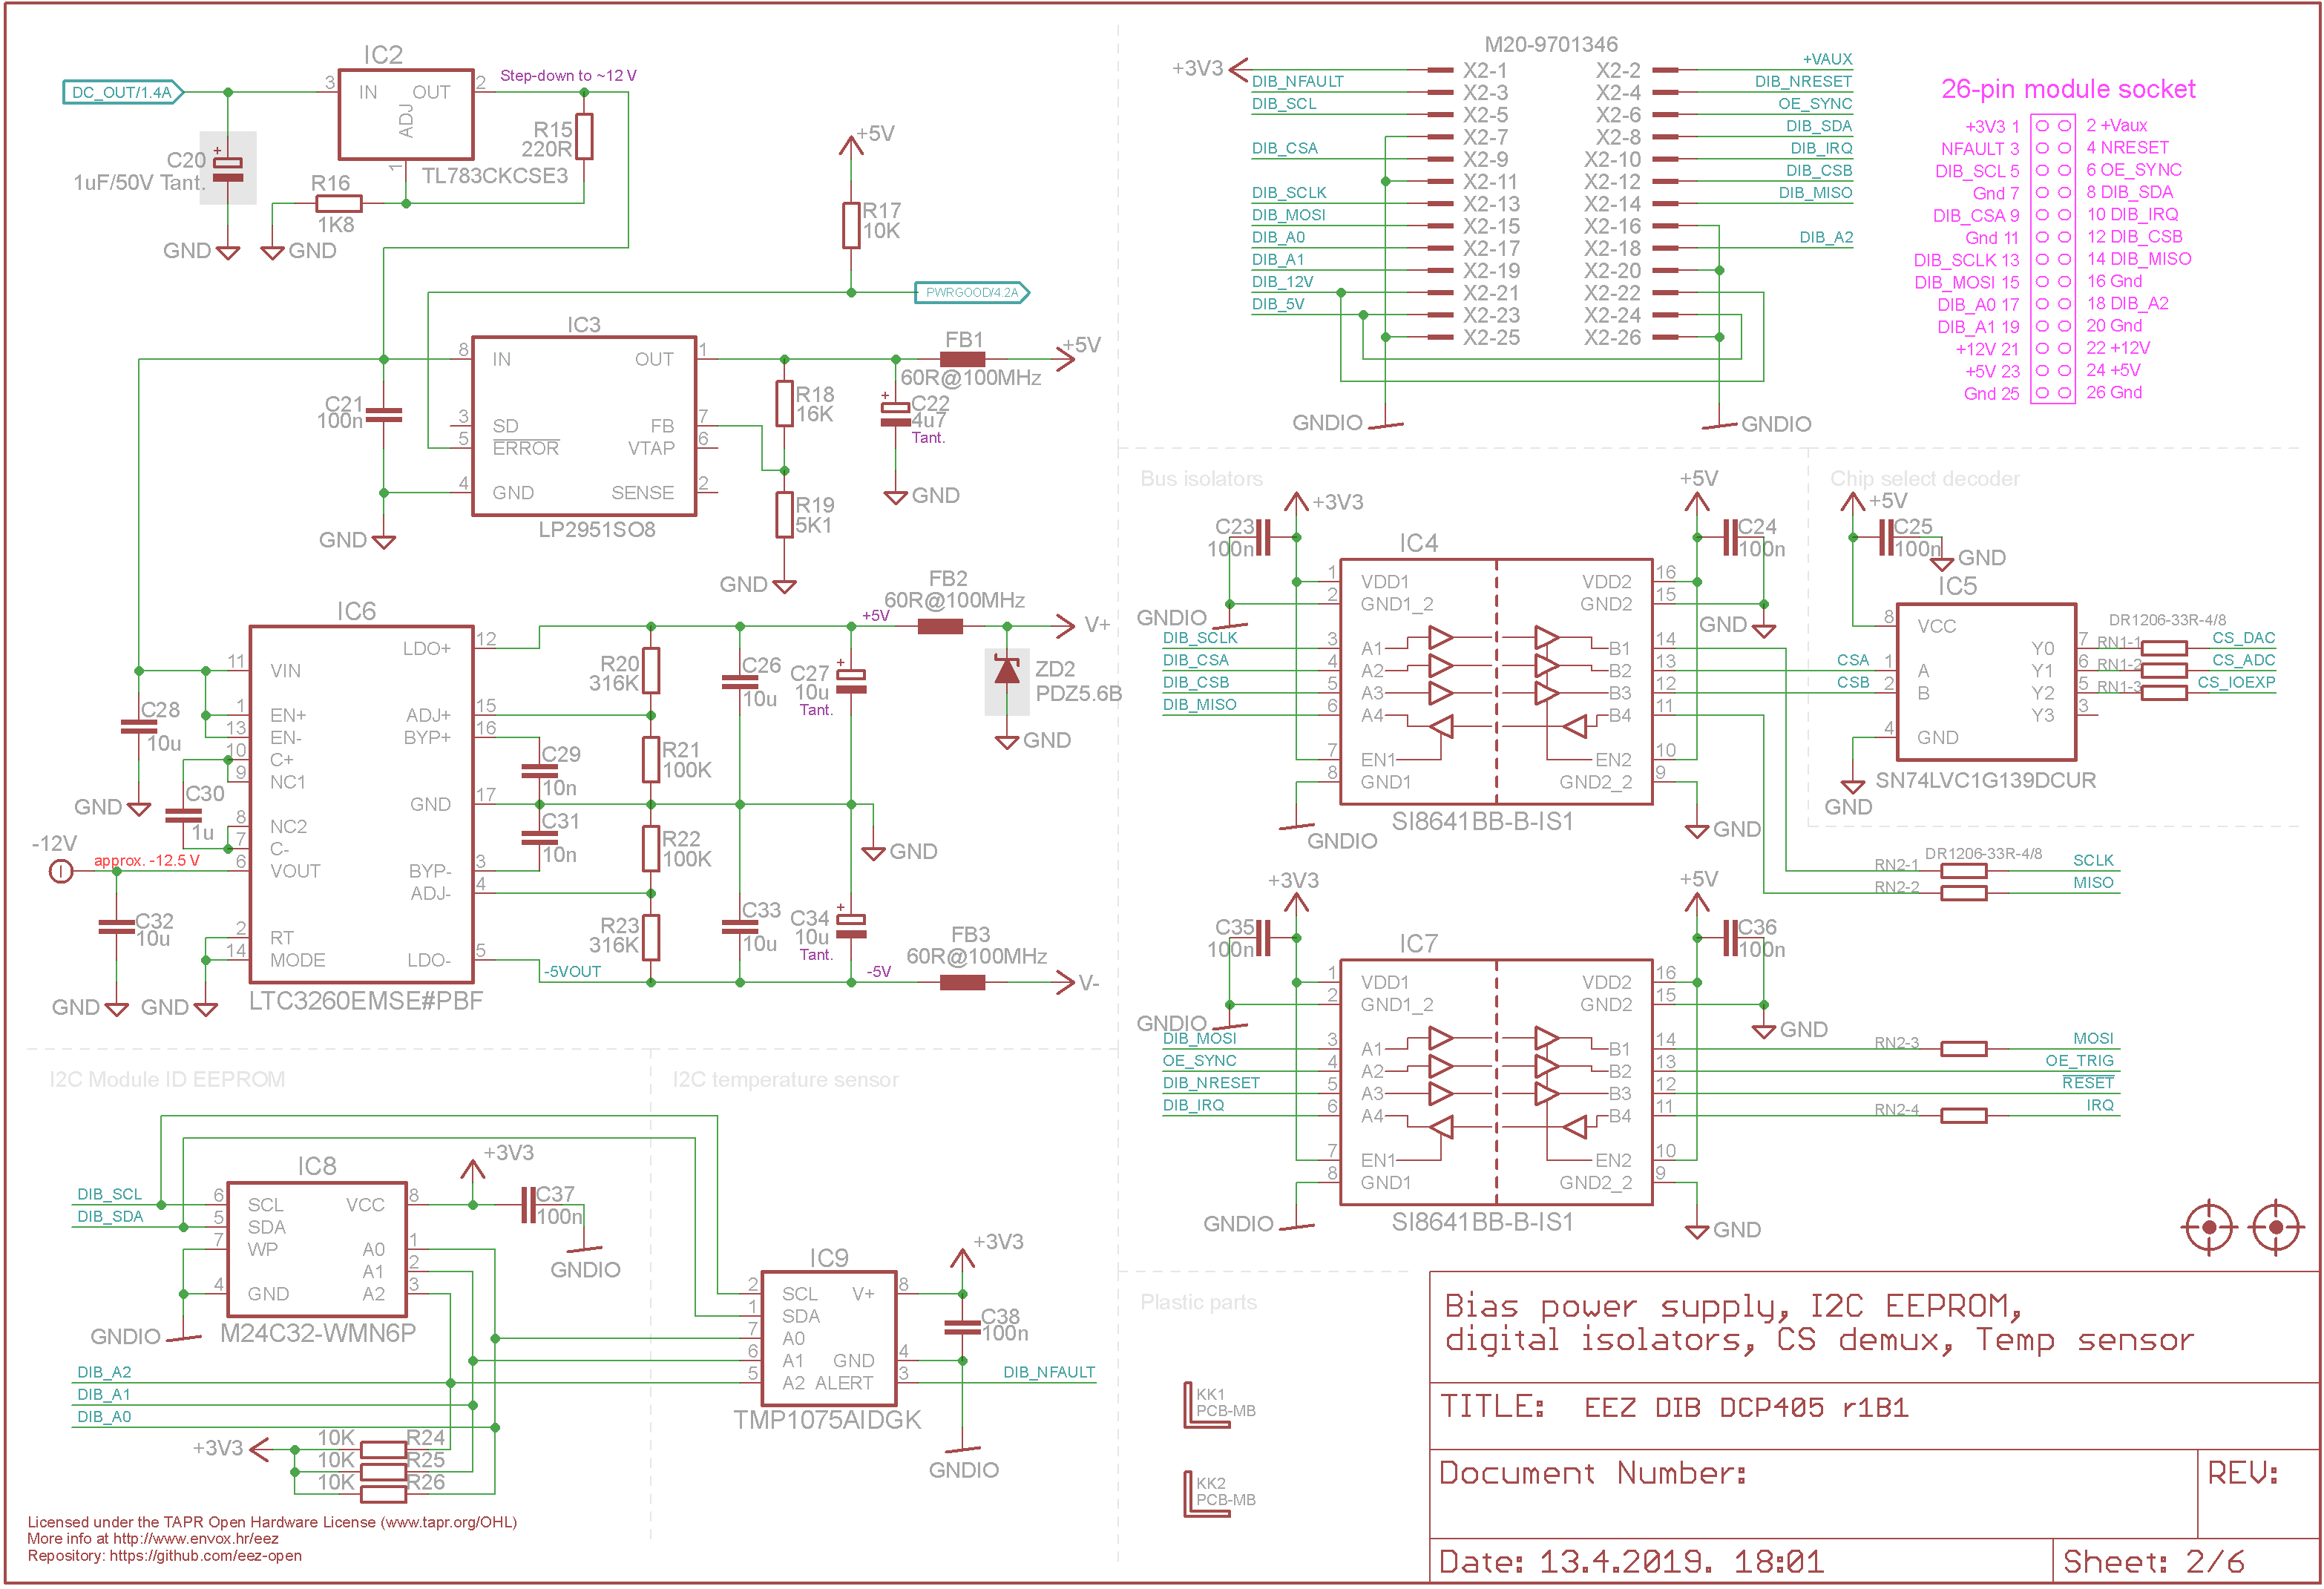 IC2
DC_OUT/1.4A
3
IN
OUT
2
Step-down to ~12 V
ADJ
1
TL783CKCSE3
C20
1uF/50V Tant.
+
R15
220R
R16
1K8
GND
GND
+5V
R17
10K
PWRGOOD/4.2A
IC3
8
IN
OUT
1
3
SD
FB
7
5
ERROR
VTAP
6
4
GND
SENSE
2
LP2951SO8
C21
100n
GND
FB1
60R@100MHz
+5V
R18
16K
+
C22
4u7
Tant.
GND
R19
5K1
GND
IC6
11
VIN
LDO+
12
1
EN+
ADJ+
15
13
EN-
BYP+
16
10
C+
9
NC1
GND
17
8
NC2
7
C-
6
VOUT
BYP-
3
ADJ-
4
2
RT
14
MODE
LDO-
5
LTC3260EMSE#PBF
C28
10u
GND
C30
1u
-12V
approx. -12.5 V
C32
10u
GND
GND
R20
316K
R21
100K
R22
100K
R23
316K
C29
10n
C31
10n
C26
10u
C27
10u
Tant.
+
+5V
FB2
60R@100MHz
V+
ZD2
PDZ5.6B
GND
GND
C33
10u
C34
10u
Tant.
+
-5VOUT
-5V
FB3
60R@100MHz
V-
M20-9701346
+3V3
X2-1
X2-2
+VAUX
DIB_NFAULT
X2-3
X2-4
DIB_NRESET
DIB_SCL
X2-5
X2-6
OE_SYNC
X2-7
X2-8
DIB_SDA
DIB_CSA
X2-9
X2-10
DIB_IRQ
X2-11
X2-12
DIB_CSB
DIB_SCLK
X2-13
X2-14
DIB_MISO
DIB_MOSI
X2-15
X2-16
DIB_A0
X2-17
X2-18
DIB_A2
DIB_A1
X2-19
X2-20
DIB_12V
X2-21
X2-22
DIB_5V
X2-23
X2-24
X2-25
X2-26
GNDIO
GNDIO
26-pin module socket
+3V3 1
2 +Vaux
NFAULT 3
4 NRESET
DIB_SCL 5
6 OE_SYNC
Gnd 7
8 DIB_SDA
DIB_CSA 9
10 DIB_IRQ
Gnd 11
12 DIB_CSB
DIB_SCLK 13
14 DIB_MISO
DIB_MOSI 15
16 Gnd
DIB_A0 17
18 DIB_A2
DIB_A1 19
20 Gnd
+12V 21
22 +12V
+5V 23
24 +5V
Gnd 25
26 Gnd
Bus isolators
+3V3
C23
100n
GNDIO
IC4
+5V
C24
100n
GND
1
VDD1
VDD2
16
2
GND1_2
GND2
15
DIB_SCLK
3
A1
B1
14
DIB_CSA
4
A2
B2
13
DIB_CSB
5
A3
B3
12
DIB_MISO
6
A4
B4
11
7
EN1
EN2
10
8
GND1
GND2_2
9
SI8641BB-B-IS1
GNDIO
GND
Chip select decoder
+5V
C25
100n
GND
IC5
8
VCC
CSA
1
A
CSB
2
B
4
GND
Y0
7
Y1
6
Y2
5
Y3
3
SN74LVC1G139DCUR
GND
DR1206-33R-4/8
RN1-1
CS_DAC
RN1-2
CS_ADC
RN1-3
CS_IOEXP
DR1206-33R-4/8
RN2-1
SCLK
RN2-2
MISO
+3V3
C35
100n
GNDIO
IC7
+5V
C36
100n
GND
1
VDD1
VDD2
16
2
GND1_2
GND2
15
DIB_MOSI
3
A1
B1
14
RN2-3
MOSI
OE_SYNC
4
A2
B2
13
OE_TRIG
DIB_NRESET
5
A3
B3
12
RESET
DIB_IRQ
6
A4
B4
11
RN2-4
IRQ
7
EN1
EN2
10
8
GND1
GND2_2
9
SI8641BB-B-IS1
GNDIO
GND
I2C Module ID EEPROM
IC8
DIB_SCL
6
SCL
VCC
8
DIB_SDA
5
SDA
7
WP
A0
1
A1
2
4
GND
A2
3
M24C32-WMN6P
GNDIO
+3V3
C37
100n
GNDIO
DIB_A2
DIB_A1
DIB_A0
+3V3
10K
R24
10K
R25
10K
R26
I2C temperature sensor
IC9
2
SCL
V+
8
1
SDA
7
A0
6
A1
GND
4
5
A2
ALERT
3
TMP1075AIDGK
+3V3
C38
100n
DIB_NFAULT
GNDIO
Plastic parts
KK1
PCB-MB
KK2
PCB-MB
Licensed under the TAPR Open Hardware License (www.tapr.org/OHL)
More info at http://www.envox.hr/eez
Repository: https://github.com/eez-open
Bias power supply, I2C EEPROM,
digital isolators, CS demux, Temp sensor
TITLE: EEZ DIB DCP405 r1B1
Document Number:
REV:
Date: 13.4.2019. 18:01
Sheet: 2/6